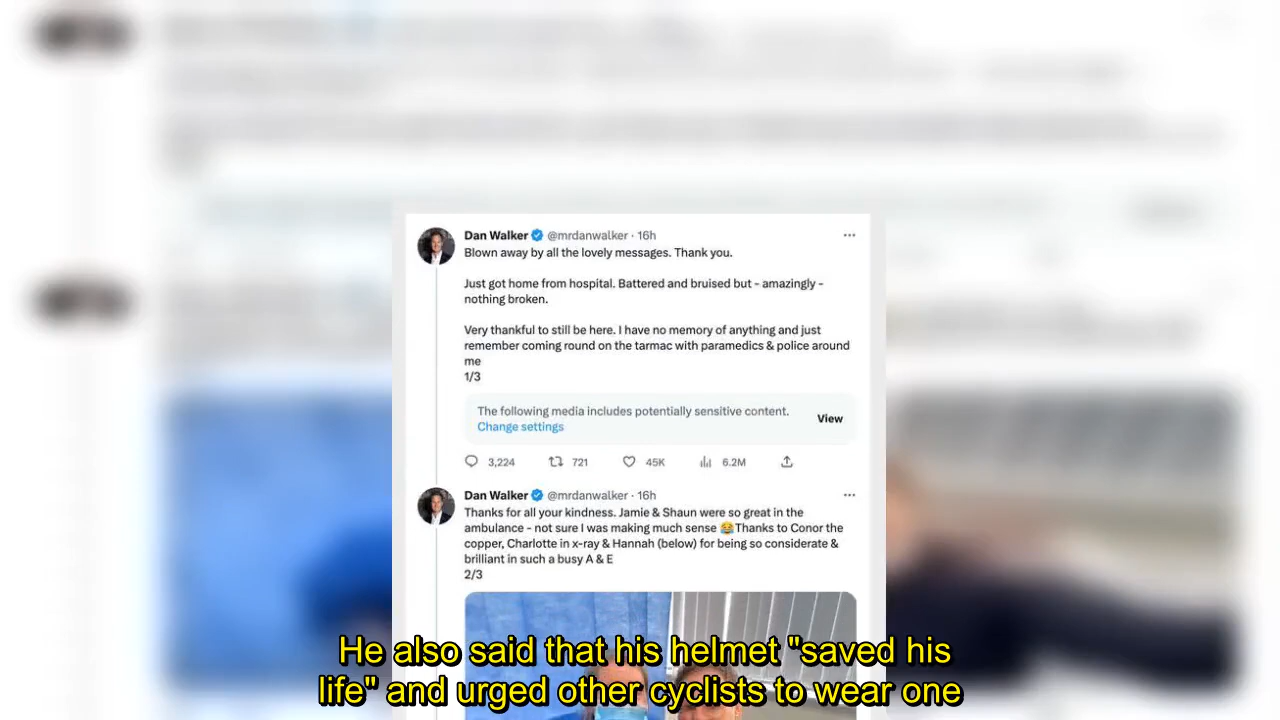 Dan Walker @mrdanwalker · 16h
Blown away by all the lovely messages. Thank you.
Just got home from hospital. Battered and bruised but - amazingly -
nothing broken.
Very thankful to still be here. I have no memory of anything and just
remember coming round on the tarmac with paramedics & police around
me
1/3
The following media includes potentially sensitive content.
Change settings
View
3,224 721 45K 6.2M
Dan Walker @mrdanwalker · 16h
Thanks for all your kindness. Jamie & Shaun were so great in the
ambulance - not sure I was making much sense 😂Thanks to Conor the
copper, Charlotte in x-ray & Hannah (below) for being so considerate &
brilliant in such a busy A & E
2/3
He also said that his helmet "saved his
life" and urged other cyclists to wear one